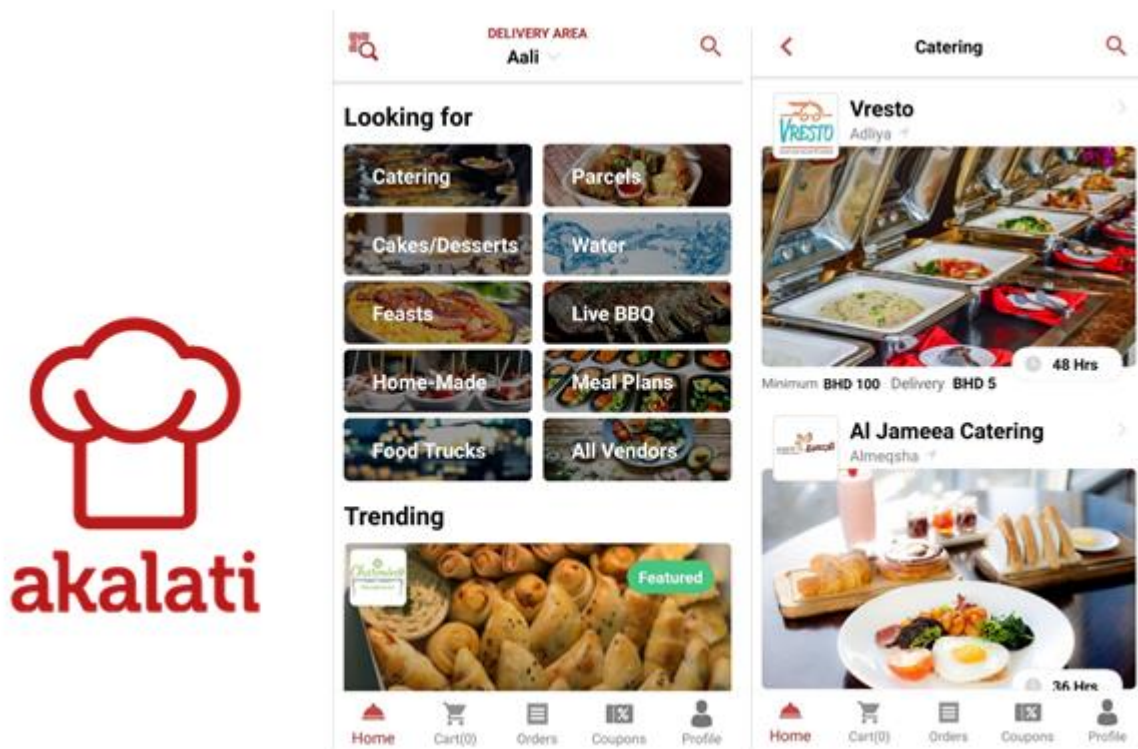 akalati
DELIVERY AREA
Aali
Looking for
Catering
Parcels
Cakes/Desserts
Water
Feasts
Live BBQ
Home-Made
Meal Plans
Food Trucks
All Vendors
Trending
Featured
Home
Cart(0)
Orders
Coupons
Profile
Catering
VRESTO
Vresto
Adliya
48 Hrs
Minimum BHD 100 Delivery BHD 5
Al Jameea Catering
Almeqsha
36 Hrs
Home
Cart(0)
Orders
Coupons
Profile